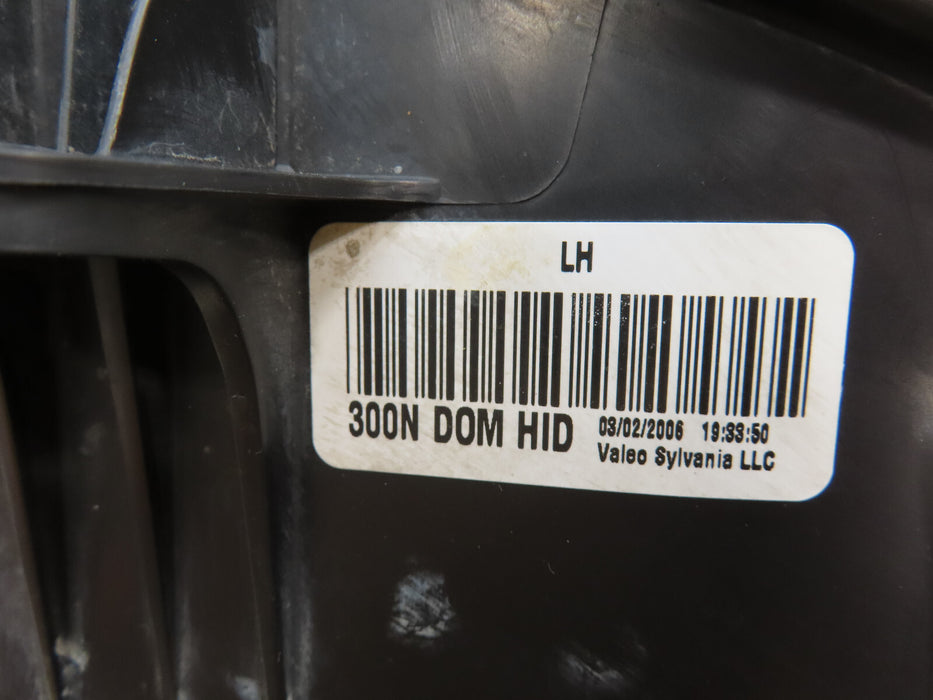 LH
300N DOM HID
03/02/2006 19:33:50
Valeo Sylvania LLC